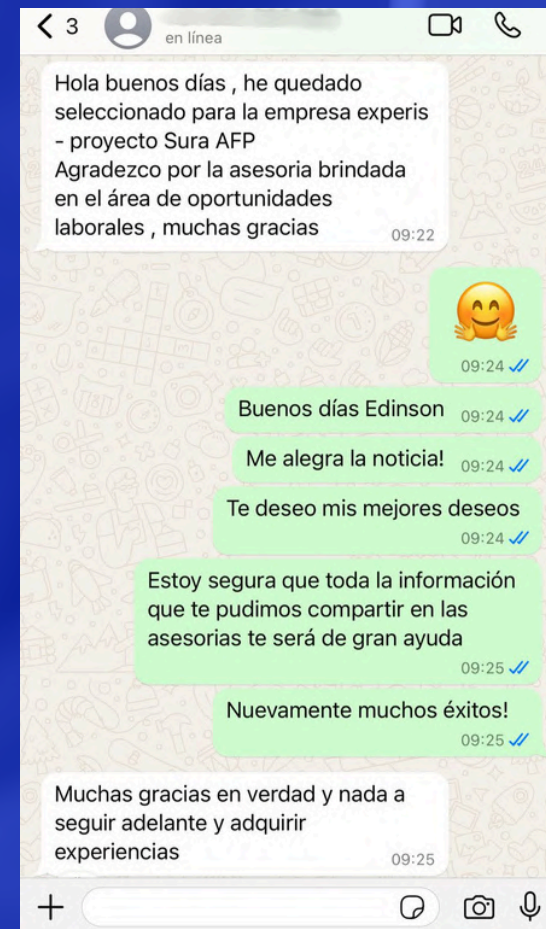 3
en línea
Hola buenos días , he quedado
seleccionado para la empresa experis
- proyecto Sura AFP
Agradezco por la asesoria brindada
en el área de oportunidades
laborales , muchas gracias
09:22
09:24
Buenos días Edinson 09:24
Me alegra la noticia! 09:24
Te deseo mis mejores deseos
09:24
Estoy segura que toda la información
que te pudimos compartir en las
asesorias te será de gran ayuda
09:25
Nuevamente muchos éxitos!
09:25
Muchas gracias en verdad y nada a
seguir adelante y adquirir
experiencias
09:25